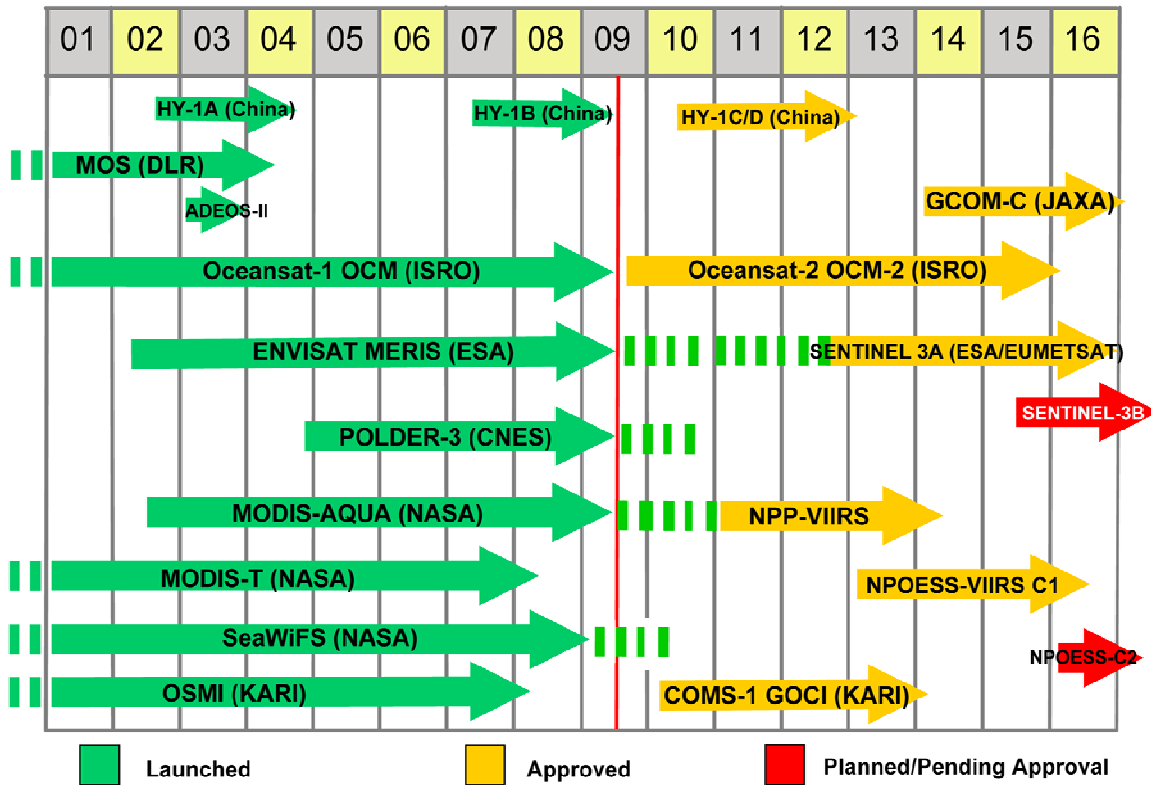 01 02 03 04 05 06 07 08 09 10 11 12 13 14 15 16
HY-1A (China) HY-1B (China) HY-1C/D (China)
MOS (DLR)
ADEOS-II GCOM-C (JAXA)
Oceansat-1 OCM (ISRO) Oceansat-2 OCM-2 (ISRO)
ENVISAT MERIS (ESA) SENTINEL 3A (ESA/EUMETSAT)
SENTINEL-3B
POLDER-3 (CNES)
MODIS-AQUA (NASA) NPP-VIIRS
MODIS-T (NASA) NPOESS-VIIRS C1
SeaWiFS (NASA) NPOESS-C2
OSMI (KARI) COMS-1 GOCI (KARI)
Launched Approved Planned/Pending Approval